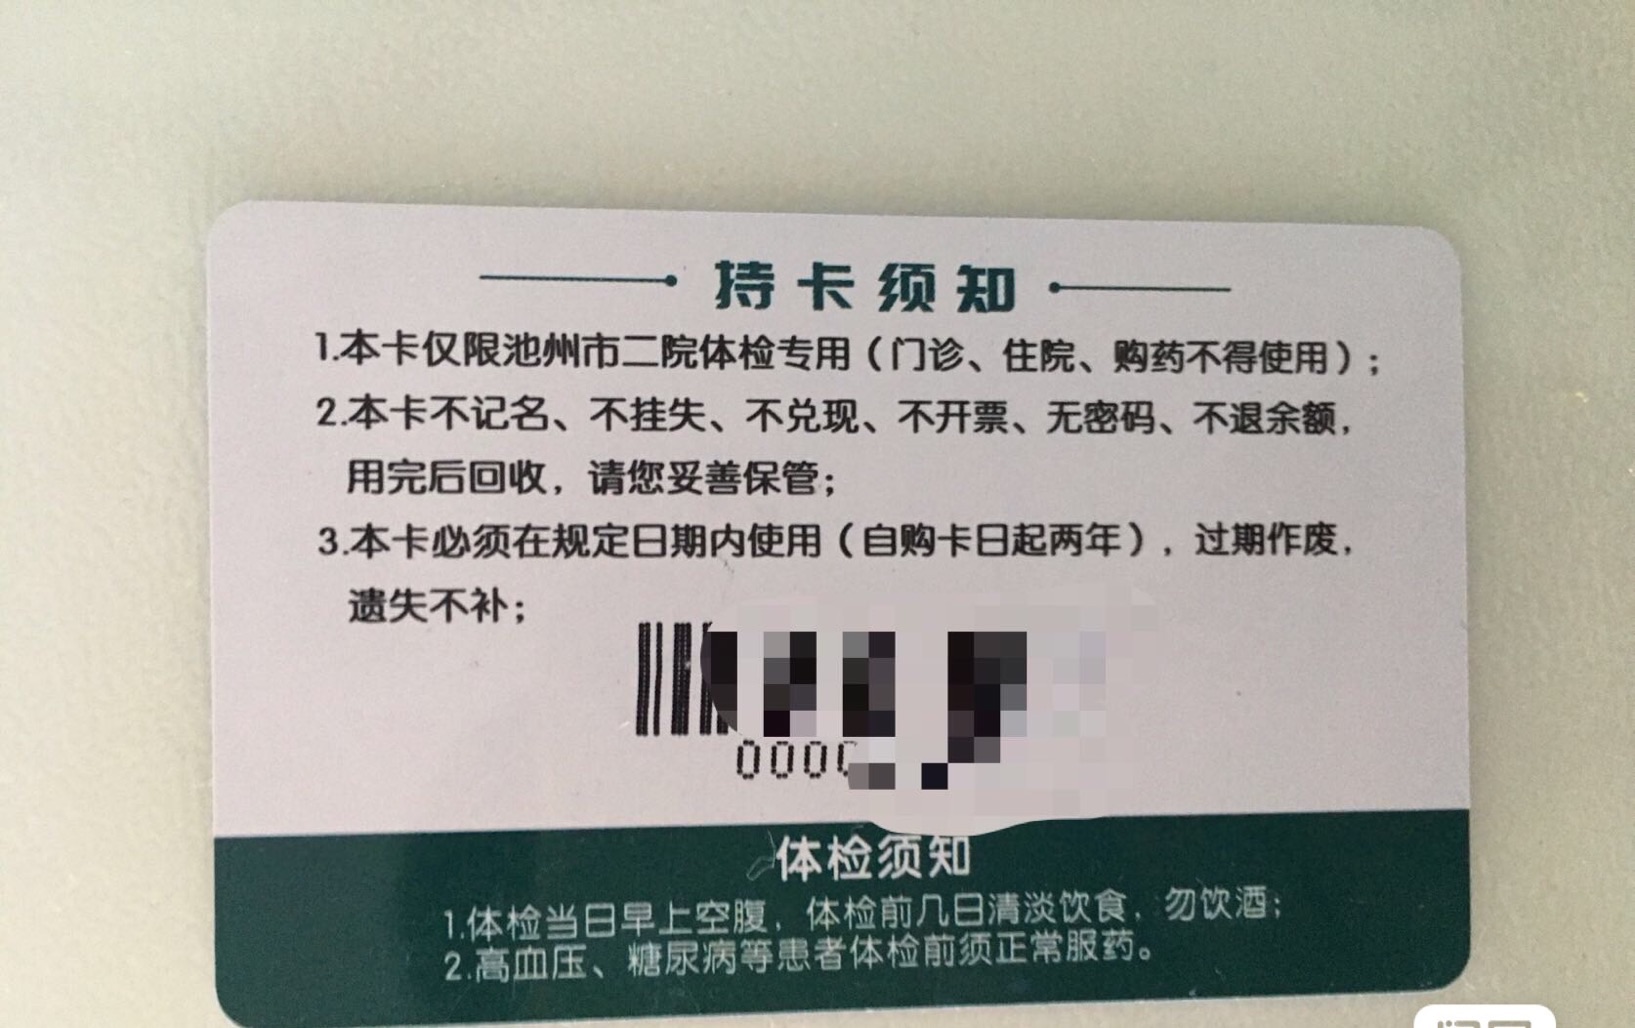 持卡须知
1.本卡仅限池州市二院体检专用（门诊、住院、购药不得使用）；
2.本卡不记名、不挂失、不兑现、不开票、无密码、不退余额，
用完后回收，请您妥善保管；
3.本卡必须在规定日期内使用（自购卡日起两年），过期作废，
遗失不补；
000
体检须知
1.体检当日早上空腹，体检前几日清淡饮食，勿饮酒；
2.高血压、糖尿病等患者体检前须正常服药。